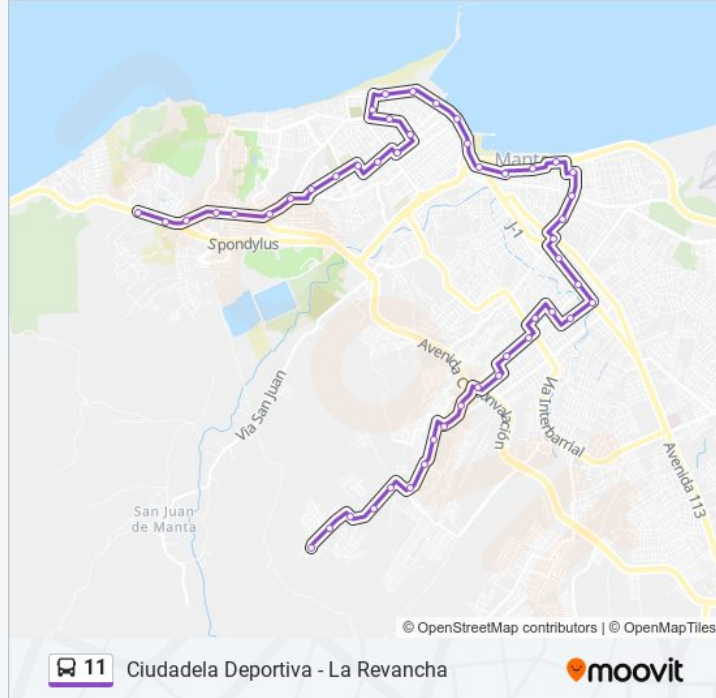 Manta
Spondylus
J-1
Avenida Circunvalación
Vía Interbarrial
Vía San Juan
Avenida 113
San Juan
de Manta
© OpenStreetMap contributors | © OpenMapTiles
11 Ciudadela Deportiva - La Revancha
moovit